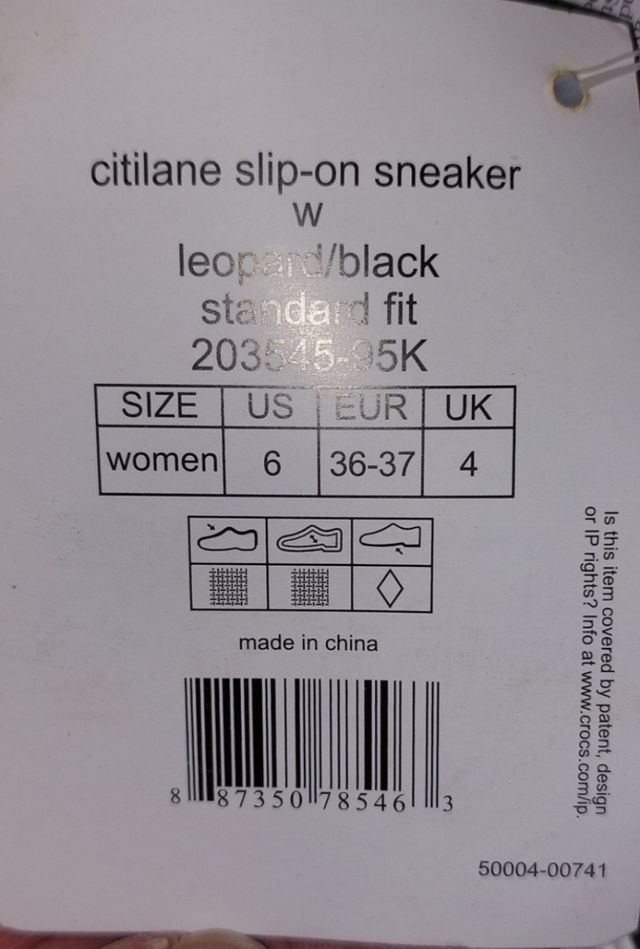 citilane slip-on sneaker
w
leopard/black
standard fit
203545-95K
SIZE US EUR UK
women 6 36-37 4
made in china
8 87350 78546 3
Is this item covered by patent, design
or IP rights? Info at www.crocs.com/ip.
50004-00741